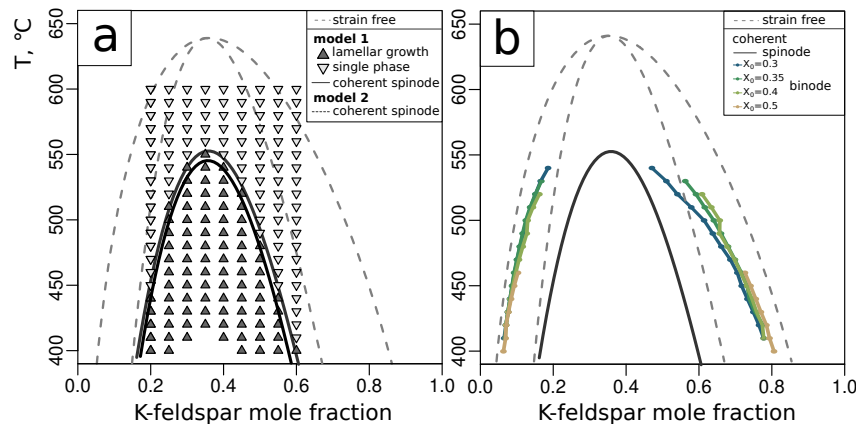 a
T, °C
650
600
550
500
450
400
strain free
model 1
lamellar growth
single phase
coherent spinode
model 2
coherent spinode
0.0 0.2 0.4 0.6 0.8 1.0
K-feldspar mole fraction
b
650
600
550
500
450
400
strain free
coherent
spinode
X₀=0.3
X₀=0.35
X₀=0.4
X₀=0.5
binode
0.0 0.2 0.4 0.6 0.8 1.0
K-feldspar mole fraction